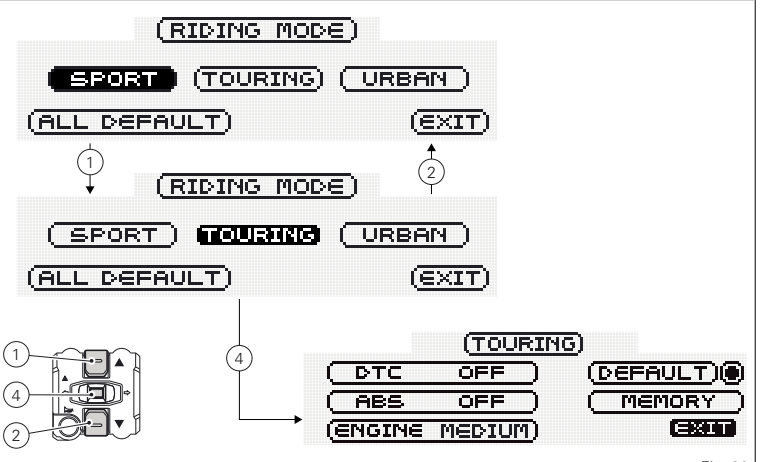 RIDING MODE
SPORT TOURING URBAN
ALL DEFAULT EXIT
1 2
RIDING MODE
SPORT TOURING URBAN
ALL DEFAULT EXIT
4
TOURING
DTC OFF DEFAULT
ABS OFF MEMORY
ENGINE MEDIUM EXIT
1
4
2